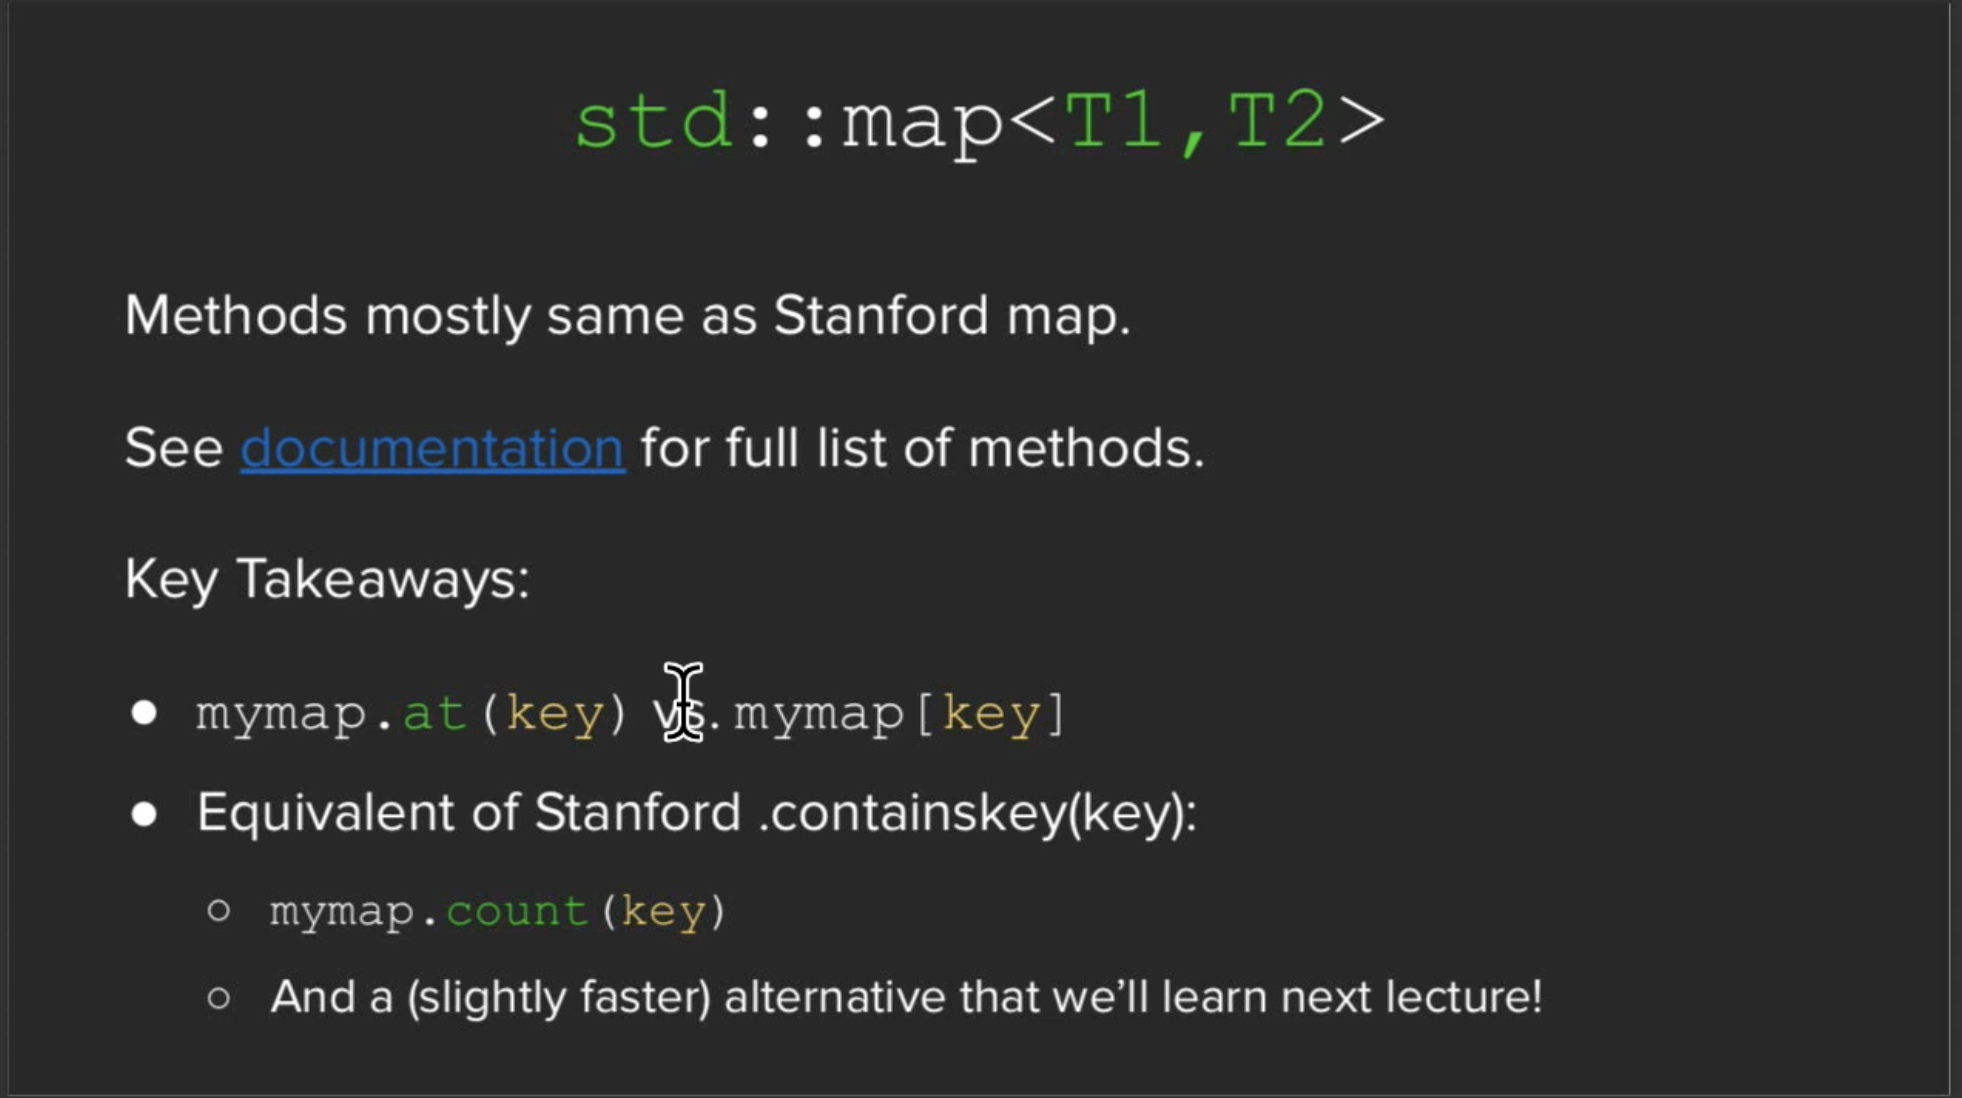 std::map<T1,T2>
Methods mostly same as Stanford map.
See documentation for full list of methods.
Key Takeaways:
● mymap.at(key) vs. mymap[key]
● Equivalent of Stanford .containskey(key):
○ mymap.count(key)
○ And a (slightly faster) alternative that we’ll learn next lecture!